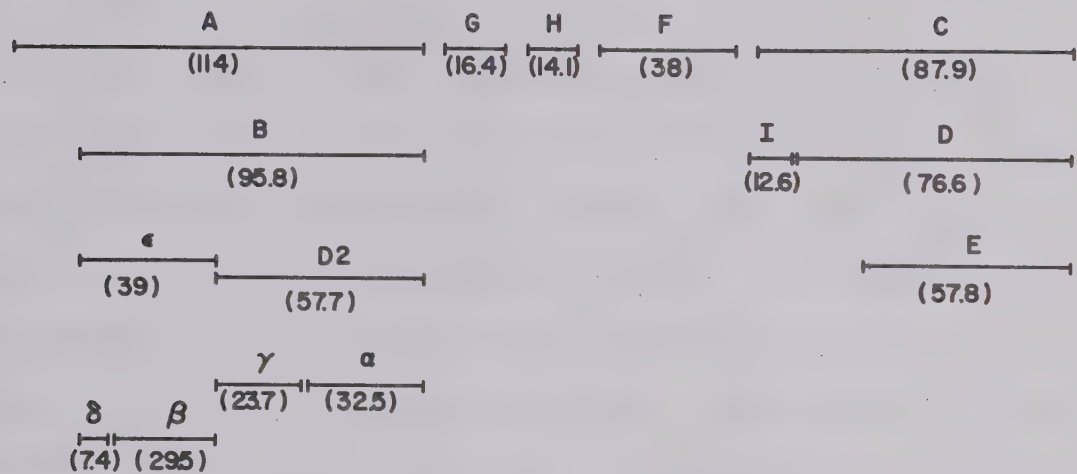 A G H F C
(114) (16.4) (14.1) (38) (87.9)
B I D
(95.8) (12.6) (76.6)
ϵ D2 E
(39) (57.7) (57.8)
γ α
(23.7) (32.5)
δ β
(7.4) (29.5)